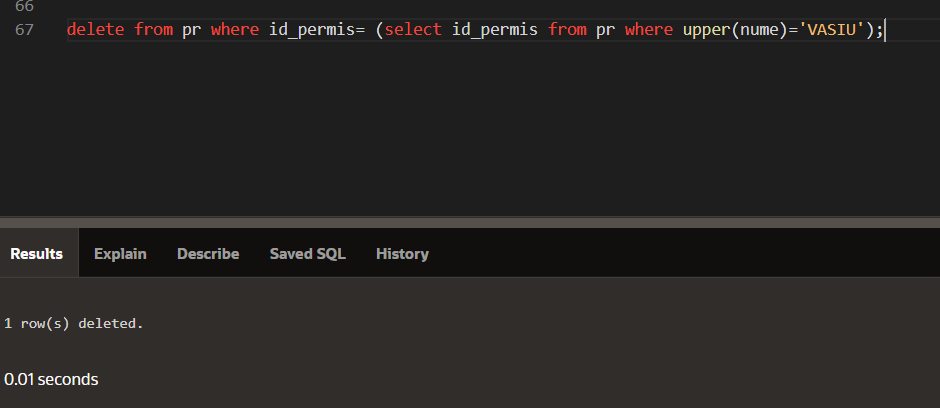 66
67 delete from pr where id_permis= (select id_permis from pr where upper(nume)='VASIU');
Results Explain Describe Saved SQL History
1 row(s) deleted.
0.01 seconds